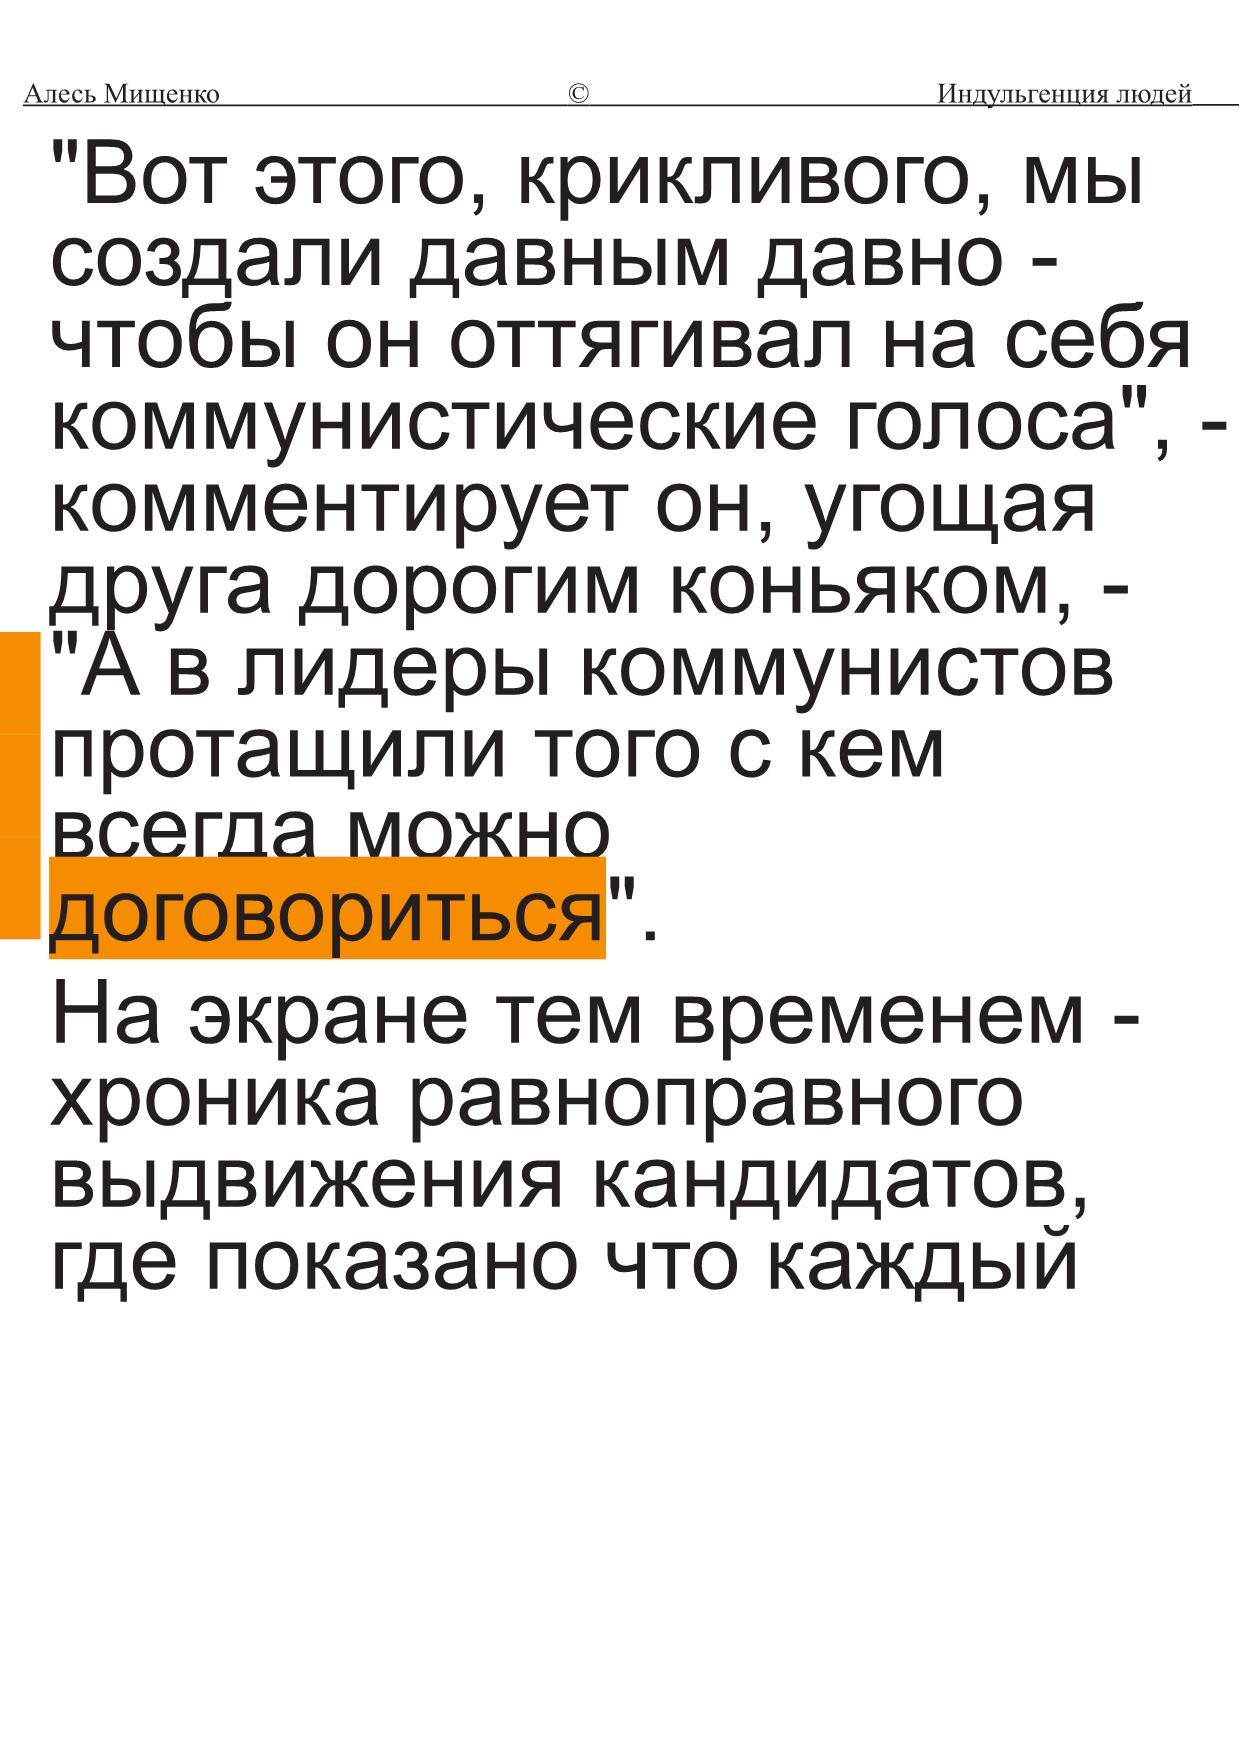 Алесь Мищенко © Индульгенция людей
"Вот этого, крикливого, мы
создали давным давно -
чтобы он оттягивал на себя
коммунистические голоса", -
комментирует он, угощая
друга дорогим коньяком, -
"А в лидеры коммунистов
протащили того с кем
всегда можно
договориться".
На экране тем временем -
хроника равноправного
выдвижения кандидатов,
где показано что каждый